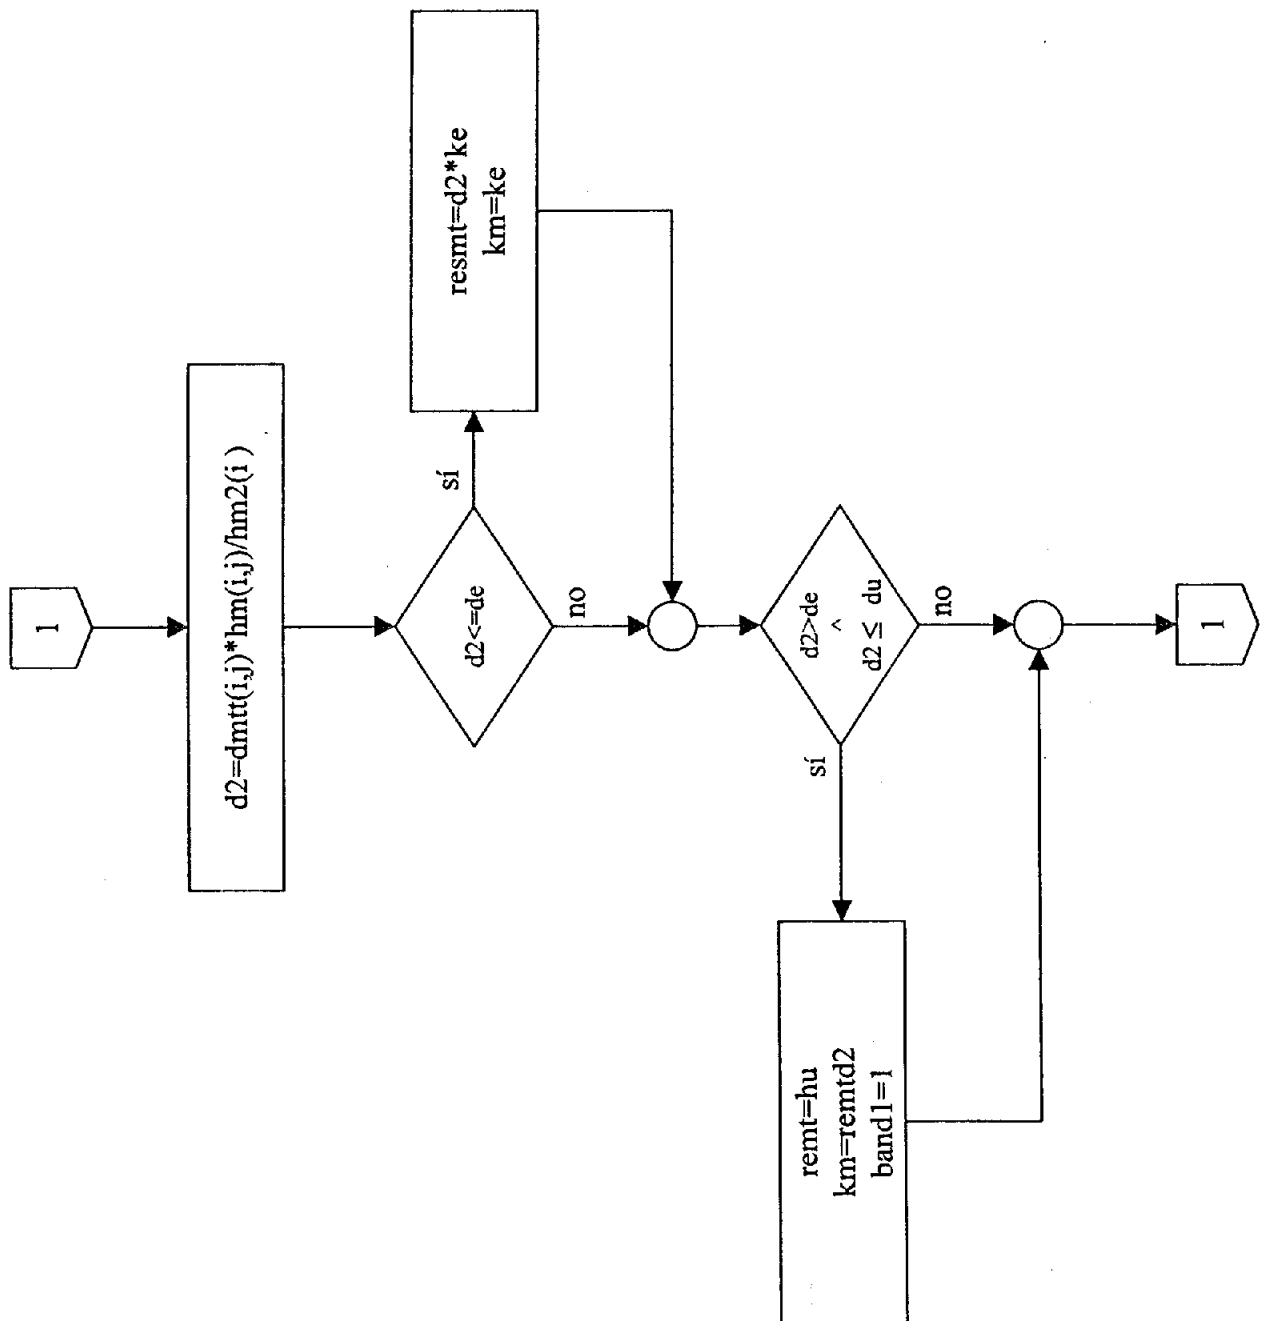 1
d2=dmtt(i,j)*hm(i,j)/hm2(i )
d2<=de
sí
no
resmt=d2*ke
km=ke
d2>de
^
d2 ≤ du
sí
no
remt=hu
km=remtd2
band1=1
1